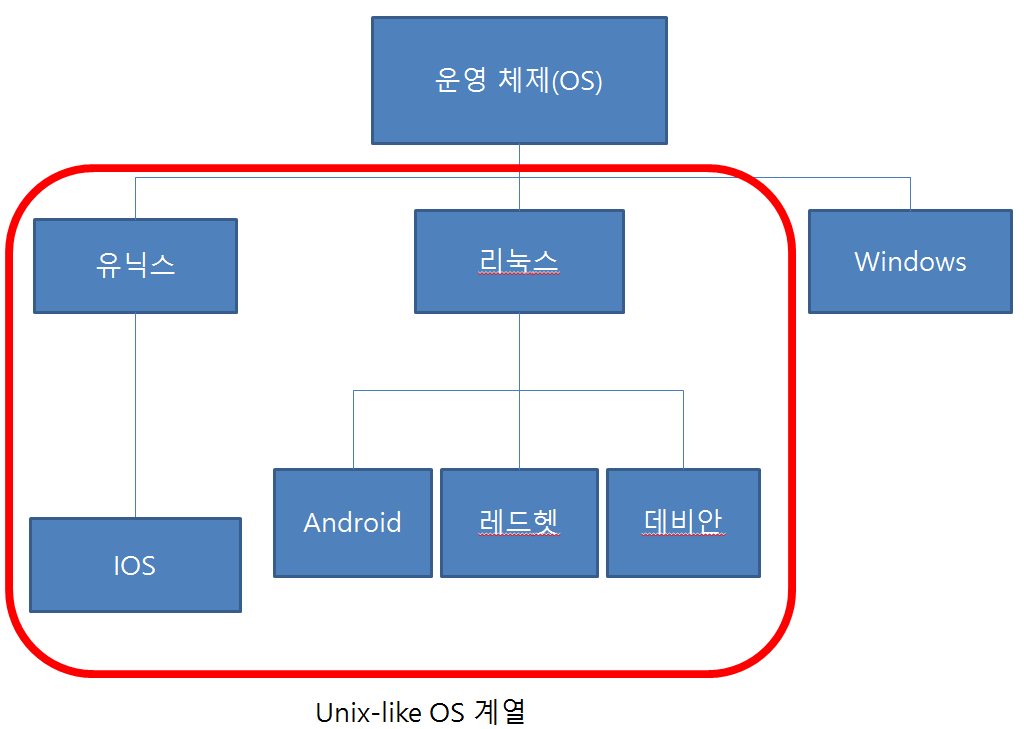 운영 체제(OS)
유닉스
리눅스
Windows
Android
레드헷
데비안
IOS
Unix-like OS 계열